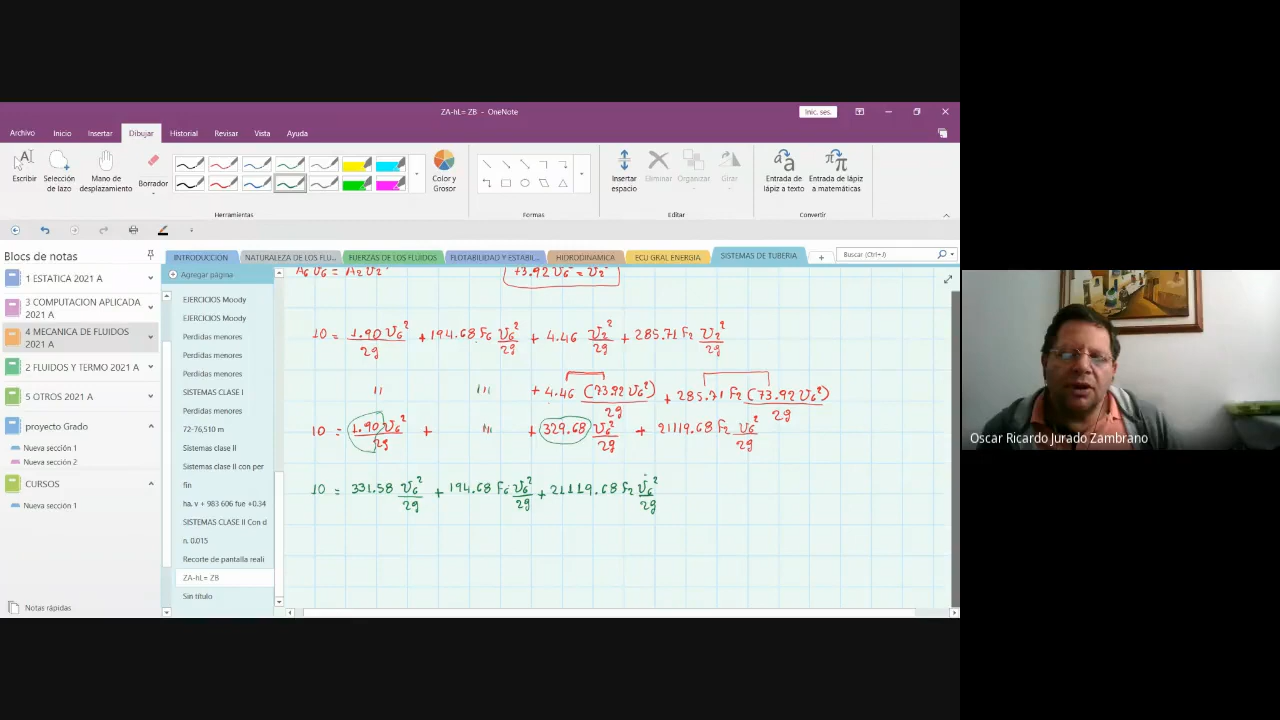 ZA-hL= ZB - OneNote
Inic. ses.
Archivo Inicio Insertar Dibujar Historial Revisar Vista Ayuda
Escribir
Selección de lazo
Mano de desplazamiento
Borrador
Color y Grosor
Insertar espacio
Eliminar
Organizar
Girar
Entrada de lápiz a texto
Entrada de lápiz a matemáticas
Herramientas
Formas
Editar
Convertir
Blocs de notas
INTRODUCCION
NATURALEZA DE LOS FLU...
FUERZAS DE LOS FLUIDOS
FLOTABILIDAD Y ESTABIL...
HIDRODINAMICA
ECU GRAL ENERGIA
SISTEMAS DE TUBERIA
Buscar (Ctrl+J)
1 ESTATICA 2021 A
3 COMPUTACION APLICADA 2021 A
4 MECANICA DE FLUIDOS 2021 A
2 FLUIDOS Y TERMO 2021 A
5 OTROS 2021 A
proyecto Grado
Nueva sección 1
Nueva sección 2
CURSOS
Nueva sección 1
Notas rápidas
Agregar página
EJERCICIOS Moody
EJERCICIOS Moody
Perdidas menores
Perdidas menores
Perdidas menores
SISTEMAS CLASE I
Perdidas menores
72-76,510 m
Sistemas clase II
Sistemas clase II con per
fin
ha. v + 983 606 fue +0.34
SISTEMAS CLASE II Con d
n. 0.015
Recorte de pantalla reali
ZA-hL= ZB
Sin título
A6 V6 = A2 V2
73.92 V6² = V2²
10 = 1.90 V6²/2g + 194.68 F6 V6²/2g + 4.46 V2²/2g + 285.71 F2 V2²/2g
" "' + 4.46 (73.92 V6²)/2g + 285.71 F2 (73.92 V6²)/2g
10 = 1.90 V6²/2g + "' + 329.68 V6²/2g + 21119.68 F2 V6²/2g
10 = 331.58 V6²/2g + 194.68 F6 V6²/2g + 21119.68 F2 V6²/2g
Oscar Ricardo Jurado Zambrano